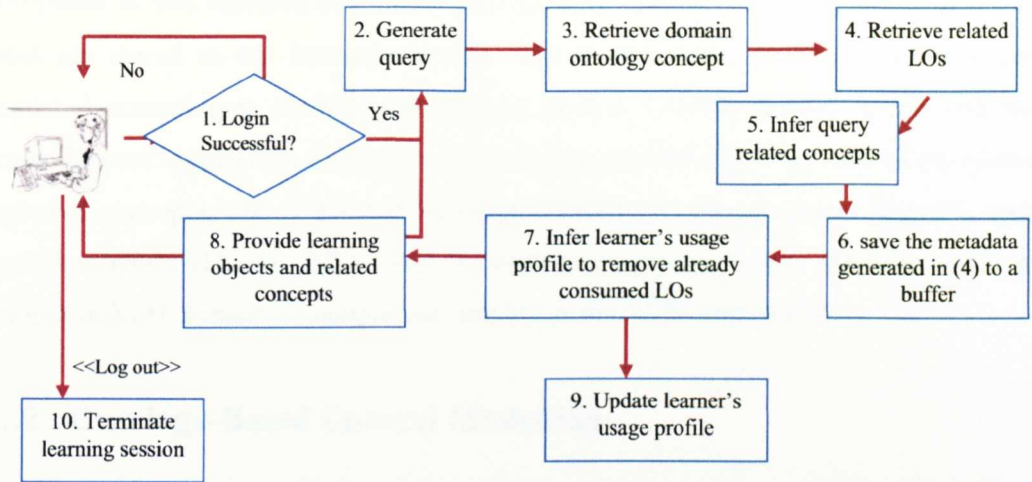 No
1. Login
Successful?
Yes
2. Generate
query
3. Retrieve domain
ontology concept
4. Retrieve related
LOs
5. Infer query
related concepts
6. save the metadata
generated in (4) to a
buffer
7. Infer learner's usage
profile to remove already
consumed LOs
8. Provide learning
objects and related
concepts
9. Update learner's
usage profile
<<Log out>>
10. Terminate
learning session